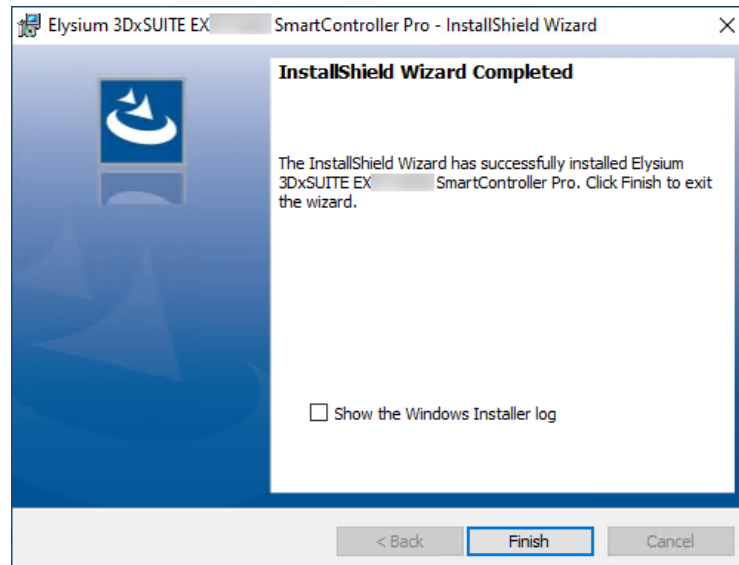 Elysium 3DxSUITE EX SmartController Pro - InstallShield Wizard
InstallShield Wizard Completed
The InstallShield Wizard has successfully installed Elysium
3DxSUITE EX SmartController Pro. Click Finish to exit
the wizard.
Show the Windows Installer log
< Back Finish Cancel